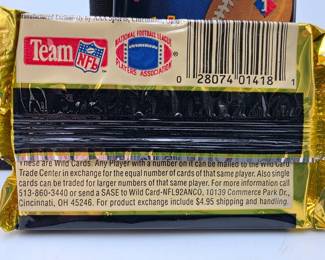 Team NFL
NATIONAL FOOTBALL LEAGUE
PLAYERS ASSOCIATION
0 28074 01418 1
These are Wild Cards. Any Player with a number on it can be mailed to the Wild Card
Trade Center in exchange for the equal number of cards of that same player. Also single
cards can be traded for larger numbers of that same player. For more information call
513-860-3440 or send a SASE to Wild Card-NFL92ANCO, 10139 Commerce Park Dr.,
Cincinnati, OH 45246. For product exchange include $4.95 shipping and handling.